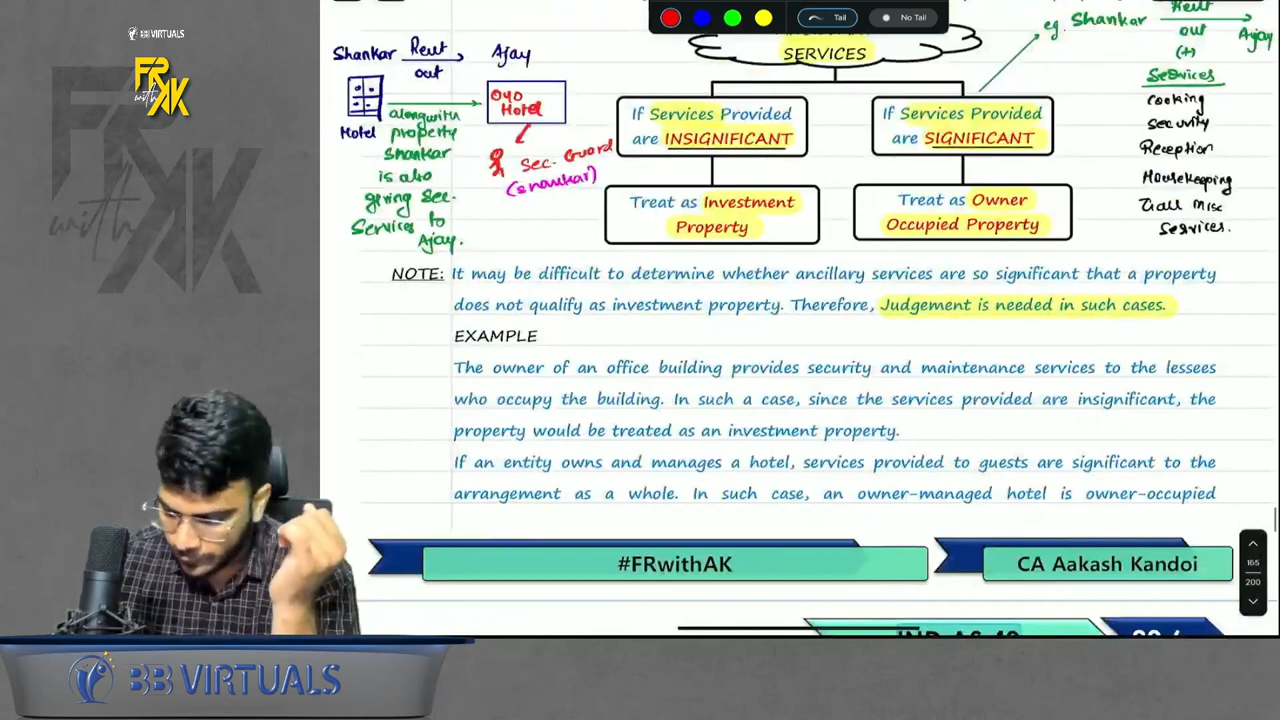 BB VIRTUALS
FR
with
AK
Tail
No Tail
Shankar Rent out Ajay
Hotel
alongwith
property
Shankar
is also
giving Sec.
Services to
Ajay.
OYO
Hotel
Sec. Guard
(Shankar)
SERVICES
If Services Provided
are INSIGNIFICANT
If Services Provided
are SIGNIFICANT
Treat as Investment
Property
Treat as Owner
Occupied Property
eg. Shankar Rent out Ajay
(+)
Services
Cooking
Security
Reception
Housekeeping
Misc
Services.
NOTE: It may be difficult to determine whether ancillary services are so significant that a property
does not qualify as investment property. Therefore, Judgement is needed in such cases.
EXAMPLE
The owner of an office building provides security and maintenance services to the lessees
who occupy the building. In such a case, since the services provided are insignificant, the
property would be treated as an investment property.
If an entity owns and manages a hotel, services provided to guests are significant to the
arrangement as a whole. In such case, an owner-managed hotel is owner-occupied
#FRwithAK
CA Aakash Kandoi
165
200
BB VIRTUALS